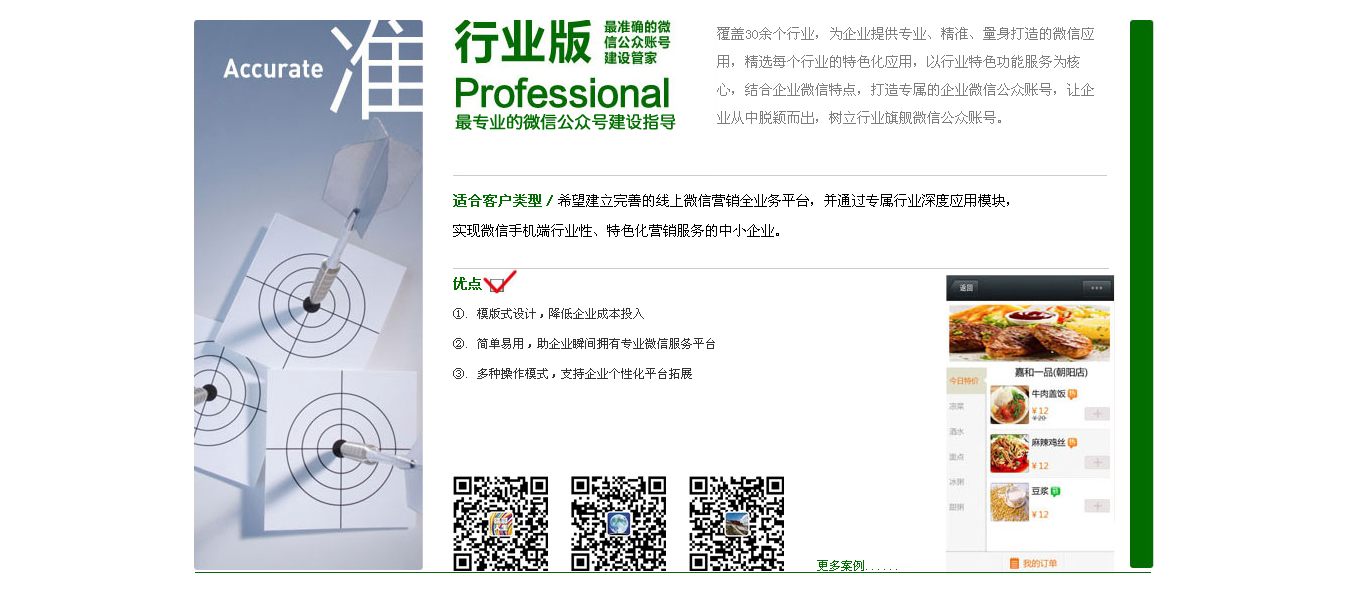 准
Accurate
行业版
最准确的微
信公众账号
建设管家
Professional
最专业的微信公众号建设指导
覆盖30余个行业，为企业提供专业、精准、量身打造的微信应
用，精选每个行业的特色化应用，以行业特色功能服务为核
心，结合企业微信特点，打造专属的企业微信公众账号，让企
业从中脱颖而出，树立行业旗舰微信公众账号。
适合客户类型 / 希望建立完善的线上微信营销全业务平台，并通过专属行业深度应用模块，
实现微信手机端行业性、特色化营销服务的中小企业。
优点
①. 模版式设计，降低企业成本投入
②. 简单易用，助企业瞬间拥有专业微信服务平台
③. 多种操作模式，支持企业个性化平台拓展
更多案例......
返回
嘉和一品(朝阳店)
今日特价
凉菜
酒水
面点
冰粥
甜粥
牛肉盖饭
¥12
¥20
麻辣鸡丝
¥12
豆浆
¥12
我的订单